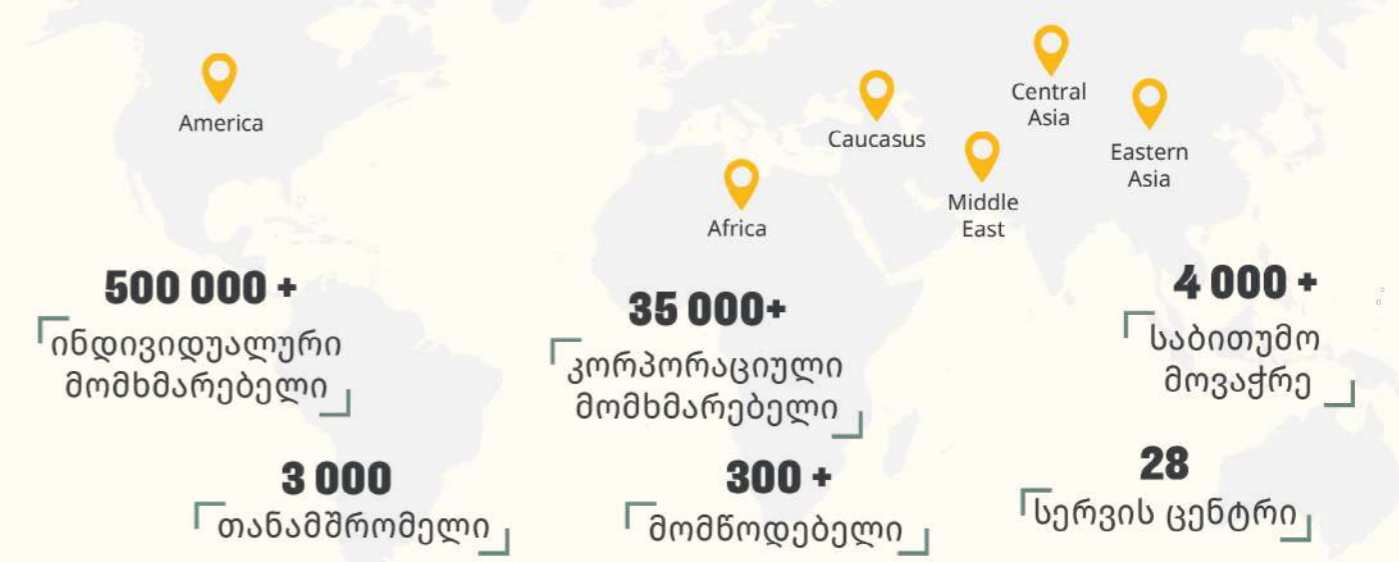 America
Caucasus
Central
Asia
Eastern
Asia
Middle
East
Africa
500 000 +
ინდივიდუალური
მომხმარებელი
35 000+
კორპორაციული
მომხმარებელი
4 000 +
საბითუმო
მოვაჭრე
3 000
თანამშრომელი
300 +
მომწოდებელი
28
სერვის ცენტრი